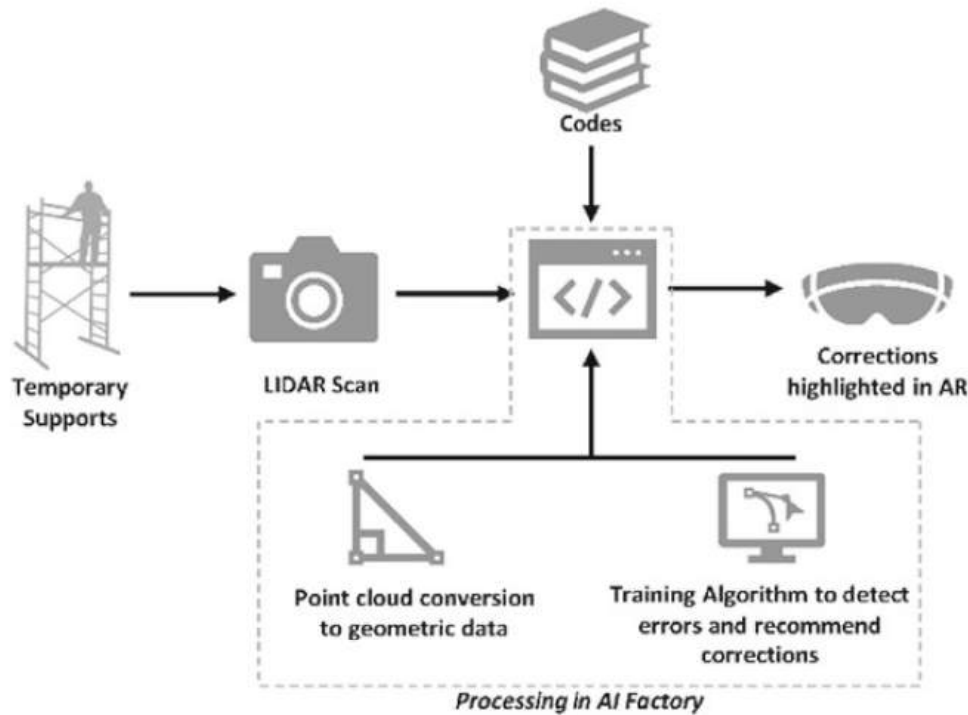 Codes
Temporary
Supports
LIDAR Scan
</>
Corrections
highlighted in AR
Point cloud conversion
to geometric data
Training Algorithm to detect
errors and recommend
corrections
Processing in AI Factory